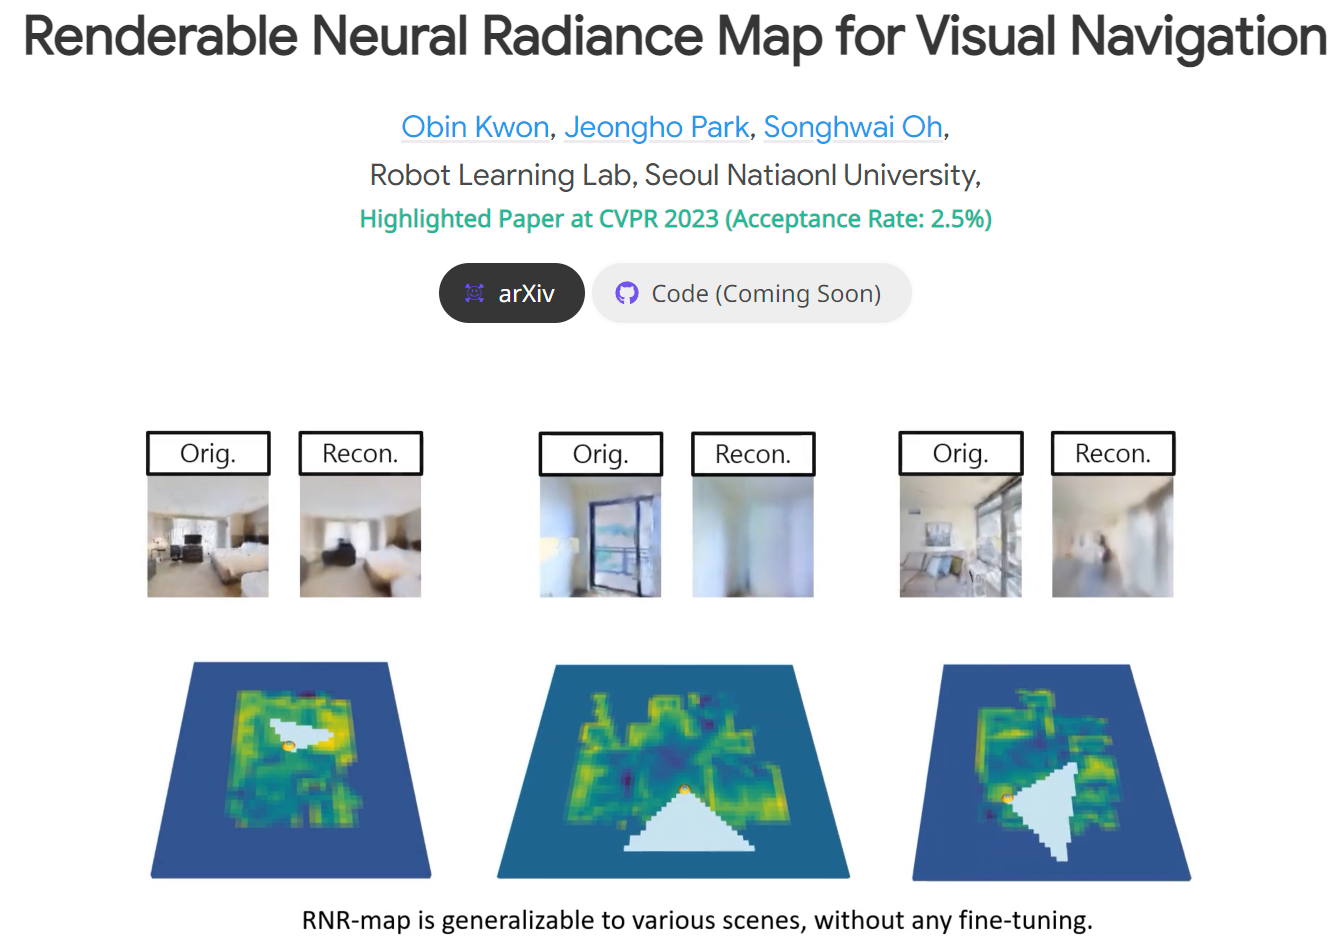 Renderable Neural Radiance Map for Visual Navigation
Obin Kwon, Jeongho Park, Songhwai Oh,
Robot Learning Lab, Seoul Natiaonl University,
Highlighted Paper at CVPR 2023 (Acceptance Rate: 2.5%)
arXiv Code (Coming Soon)
Orig. Recon. Orig. Recon. Orig. Recon.
RNR-map is generalizable to various scenes, without any fine-tuning.